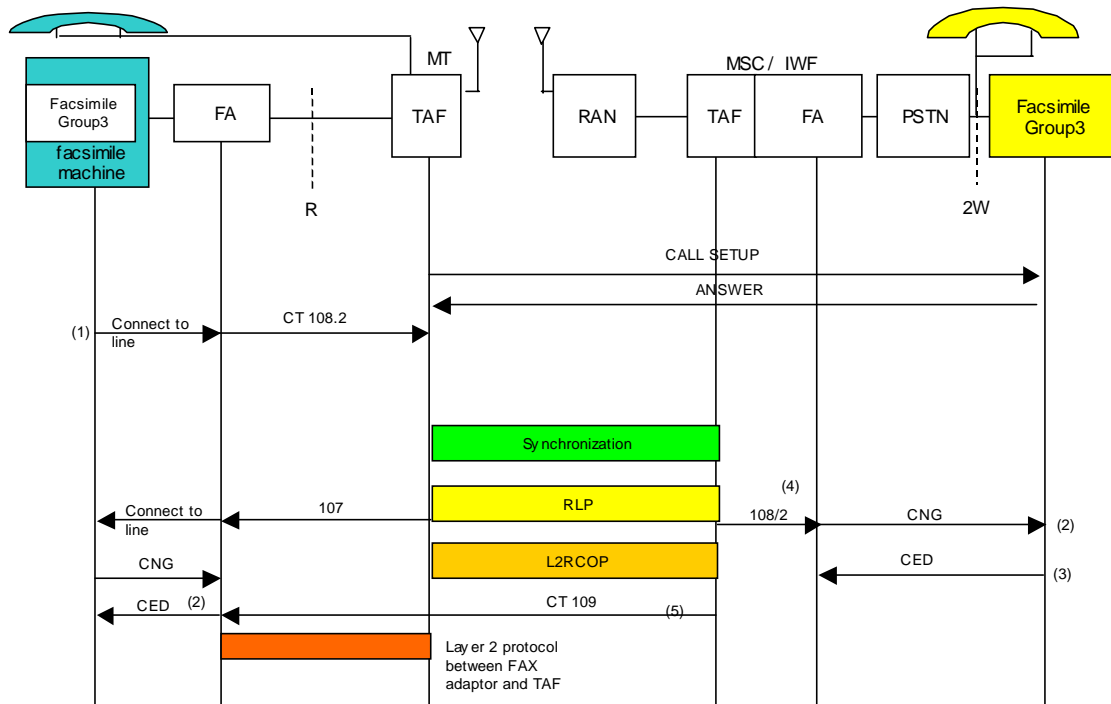 MT
MSC / IWF
Facsimile
Group3
facsimile
machine
FA
TAF
RAN
TAF
FA
PSTN
Facsimile
Group3
R
2W
CALL SETUP
ANSWER
(1)
Connect to
line
CT 108.2
Synchronization
Connect to
line
107
RLP
(4)
108/2
CNG
(2)
CNG
L2RCOP
CED
(3)
CED
(2)
CT 109
(5)
Layer 2 protocol
between FAX
adaptor and TAF